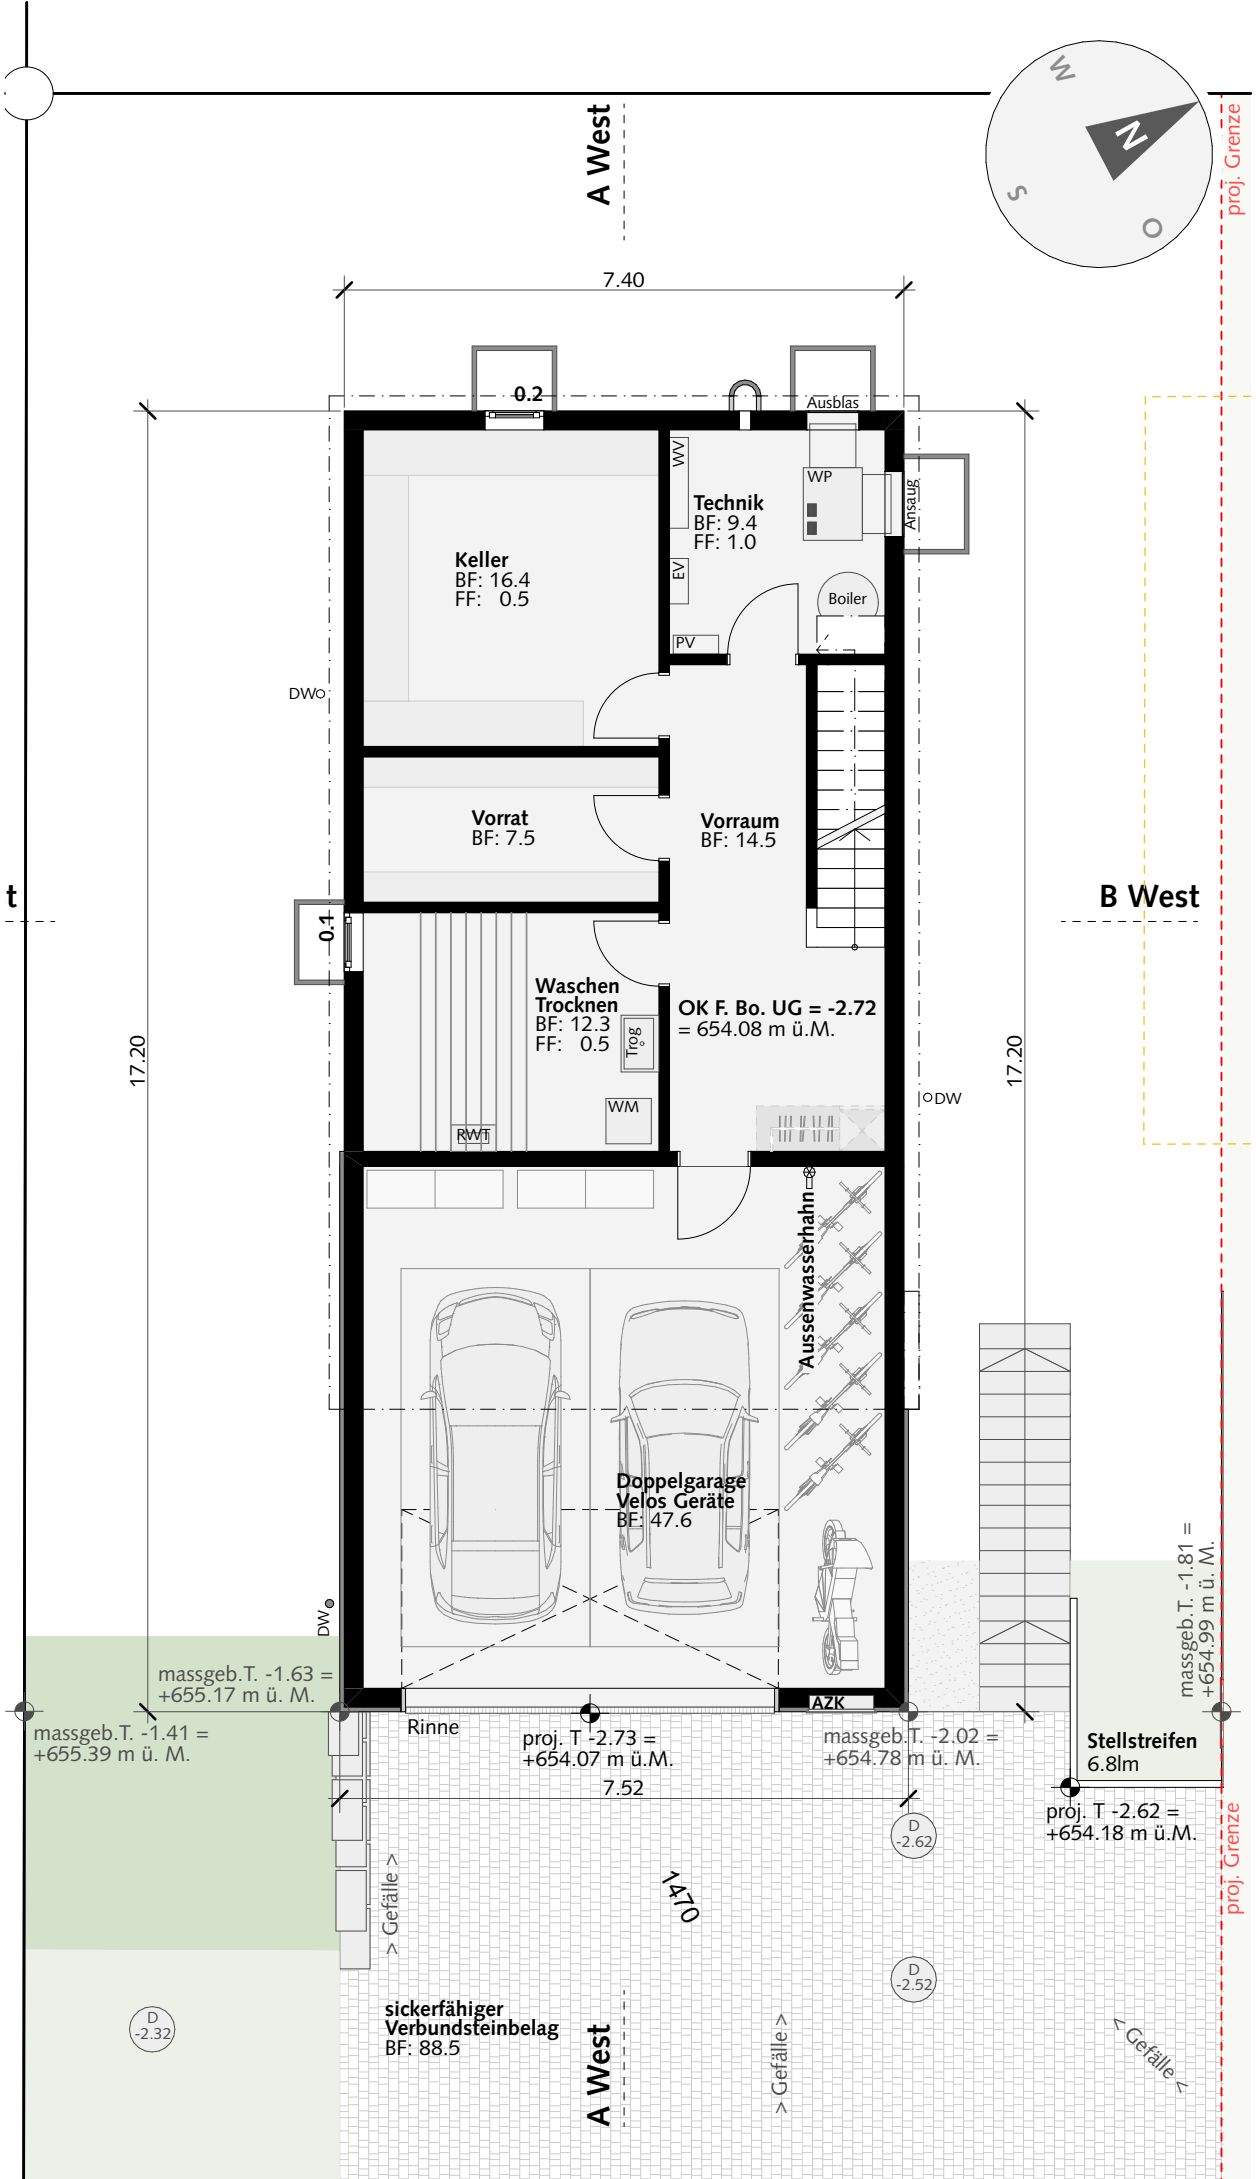 A West
W
N
S
O
proj. Grenze
7.40
0.2
Ausblas
WV
WP
Technik
BF: 9.4
FF: 1.0
Ansaug
Keller
BF: 16.4
FF: 0.5
EV
Boiler
PV
DW
Vorrat
BF: 7.5
Vorraum
BF: 14.5
t
B West
0.1
Waschen
Trocknen
BF: 12.3
FF: 0.5
Trog
OK F. Bo. UG = -2.72
= 654.08 m ü.M.
17.20
17.20
WM
RWT
DW
Aussenwasserhahn
Doppelgarage
Velos Geräte
BF: 47.6
DW
massgeb.T. -1.81 =
+654.99 m ü. M.
massgeb.T. -1.63 =
+655.17 m ü. M.
AZK
massgeb.T. -1.41 =
+655.39 m ü. M.
Rinne
proj. T -2.73 =
+654.07 m ü.M.
massgeb.T. -2.02 =
+654.78 m ü. M.
Stellstreifen
6.8lm
7.52
proj. T -2.62 =
+654.18 m ü.M.
D
-2.62
proj. Grenze
> Gefälle >
1470
D
-2.52
D
-2.32
sickerfähiger
Verbundsteinbelag
BF: 88.5
A West
> Gefälle >
< Gefälle <